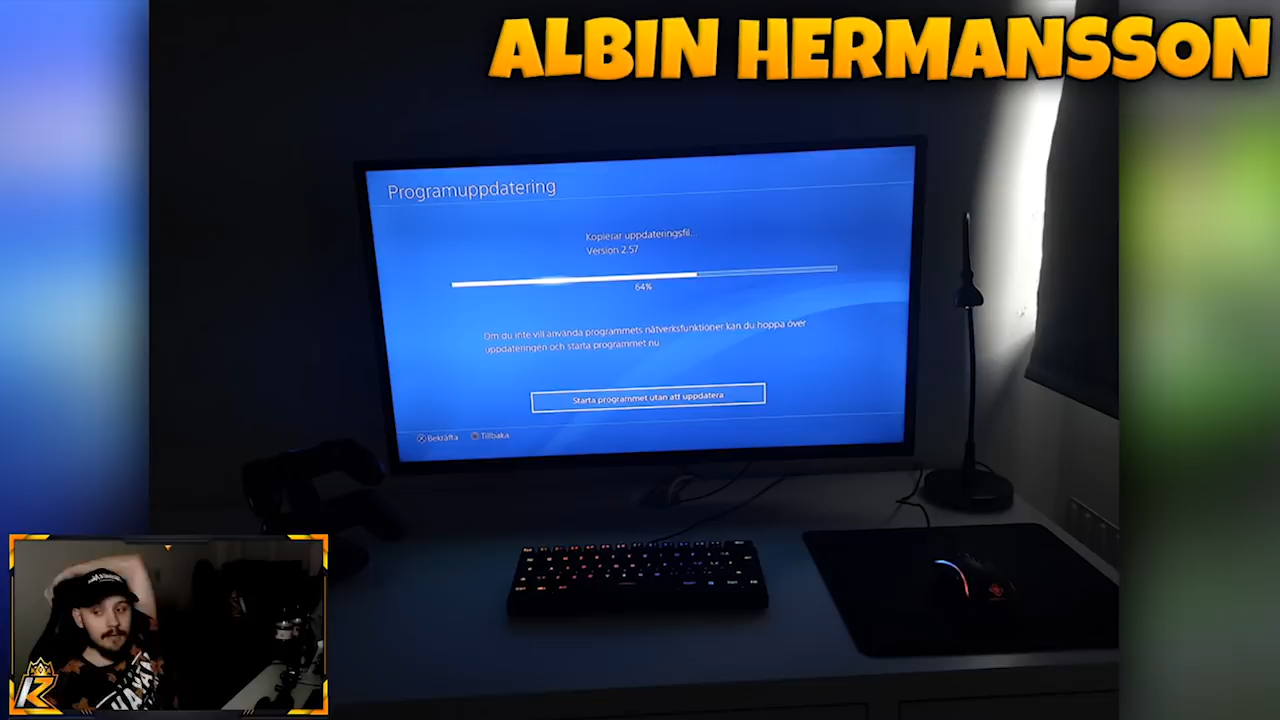 ALBIN HERMANSSON
Programuppdatering
Kopierar uppdateringsfil...
Version 2.57
64%
Om du inte vill använda programmets nätverksfunktioner kan du hoppa över
uppdateringen och starta programmet nu
Starta programmet utan att uppdatera
Bekräfta Tillbaka